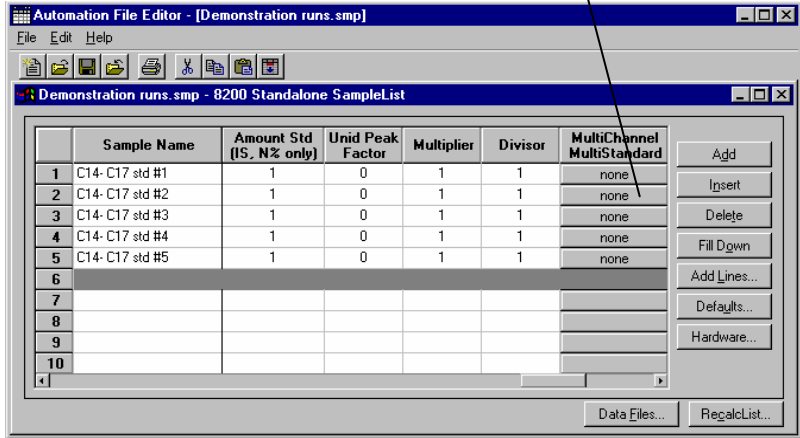 Automation File Editor - [Demonstration runs.smp]
File Edit Help
Demonstration runs.smp - 8200 Standalone SampleList
Sample Name Amount Std (IS, N% only) Unid Peak Factor Multiplier Divisor MultiChannel MultiStandard
1 C14- C17 std #1 1 0 1 1 none
2 C14- C17 std #2 1 0 1 1 none
3 C14- C17 std #3 1 0 1 1 none
4 C14- C17 std #4 1 0 1 1 none
5 C14- C17 std #5 1 0 1 1 none
6
7
8
9
10
Add
Insert
Delete
Fill Down
Add Lines...
Defaults...
Hardware...
Data Files... RecalcList...